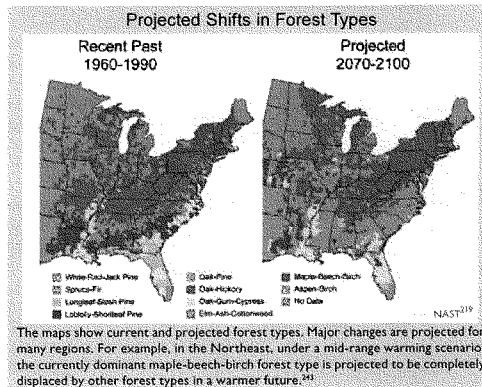 Projected Shifts in Forest Types
Recent Past
1960-1990
Projected
2070-2100
White-Red-Jack Pine
Spruce-Fir
Longleaf-Slash Pine
Loblolly-Shortleaf Pine
Oak-Pine
Oak-Hickory
Oak-Gum-Cypress
Elm-Ash-Cottonwood
Maple-Beech-Birch
Aspen-Birch
No Data
NAST219
The maps show current and projected forest types. Major changes are projected for
many regions. For example, in the Northeast, under a mid-range warming scenario,
the currently dominant maple-beech-birch forest type is projected to be completely
displaced by other forest types in a warmer future.